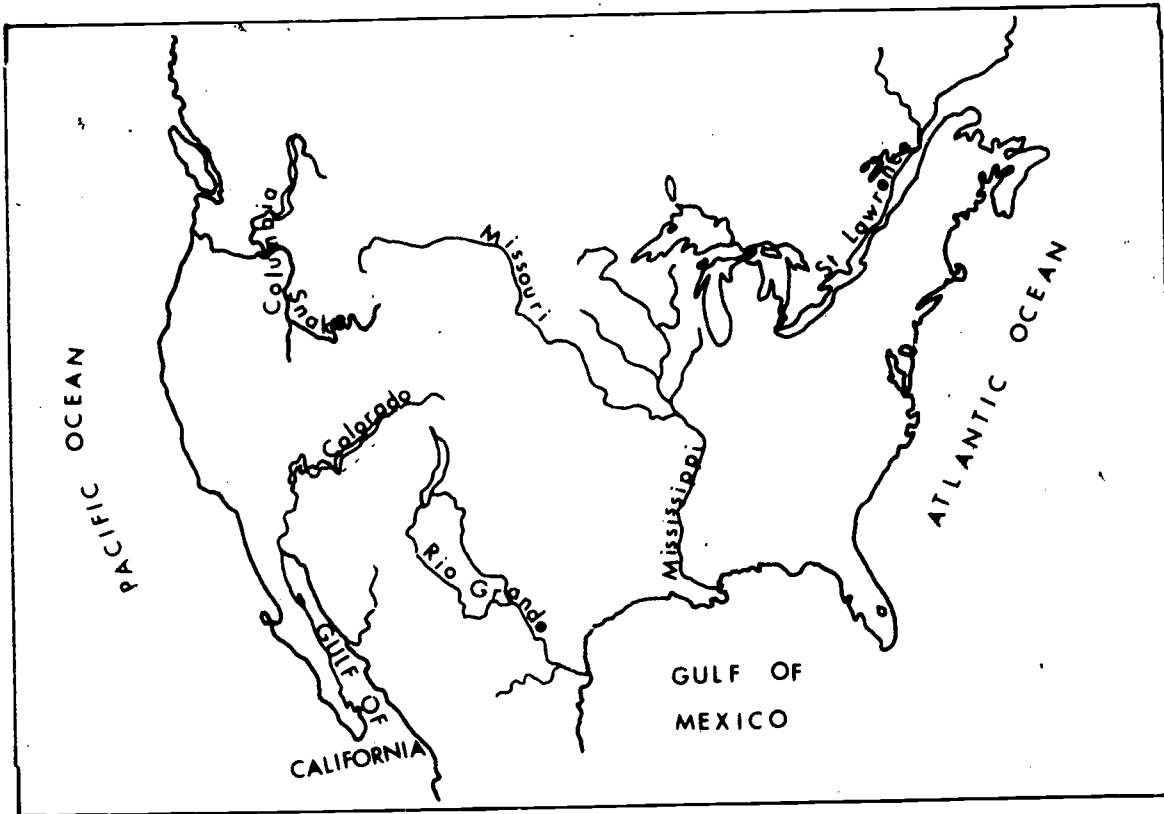 Columbia
Snake
Missouri
St Lawrence
PACIFIC OCEAN
ATLANTIC OCEAN
Colorado
Mississippi
Rio Grande
GULF OF
CALIFORNIA
GULF OF
MEXICO